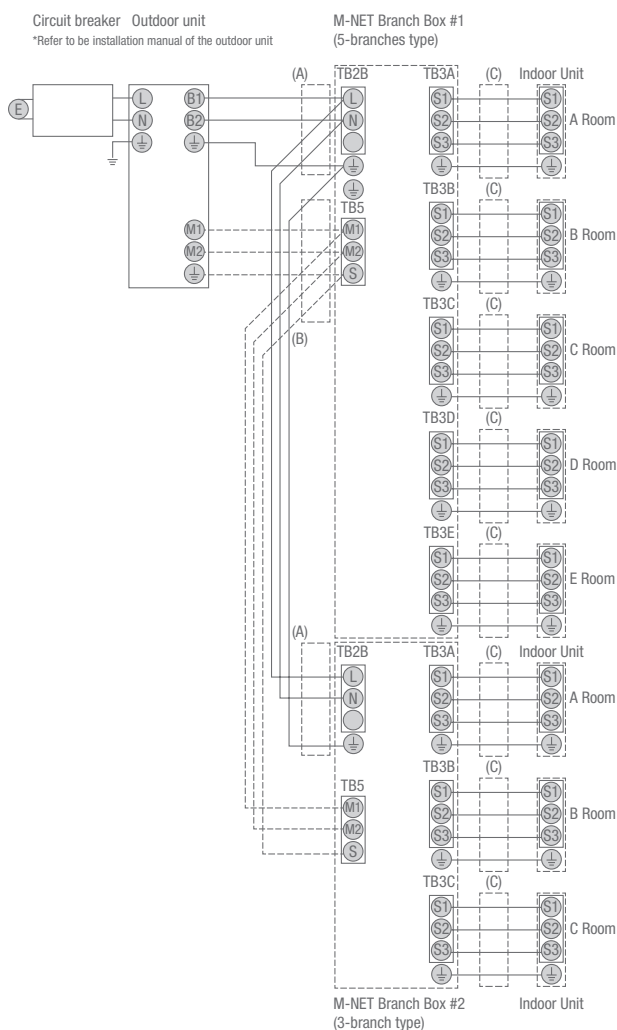 Circuit breaker Outdoor unit
*Refer to be installation manual of the outdoor unit
M-NET Branch Box #1
(5-branches type)
(A) TB2B TB3A (C) Indoor Unit
E L B1 L S1 S1
N B2 N S2 S2 A Room
S3 S3
TB3B (C)
TB5
S1 S1
M1 M1 S2 S2 B Room
M2 M2 S3 S3
S
TB3C (C)
(B)
S1 S1
S2 S2 C Room
S3 S3
TB3D (C)
S1 S1
S2 S2 D Room
S3 S3
TB3E (C)
S1 S1
S2 S2 E Room
S3 S3
(A)
TB2B TB3A (C) Indoor Unit
L S1 S1
N S2 S2 A Room
S3 S3
TB3B (C)
TB5
S1 S1
M1 S2 S2 B Room
M2 S3 S3
S
TB3C (C)
S1 S1
S2 S2 C Room
S3 S3
M-NET Branch Box #2 Indoor Unit
(3-branch type)